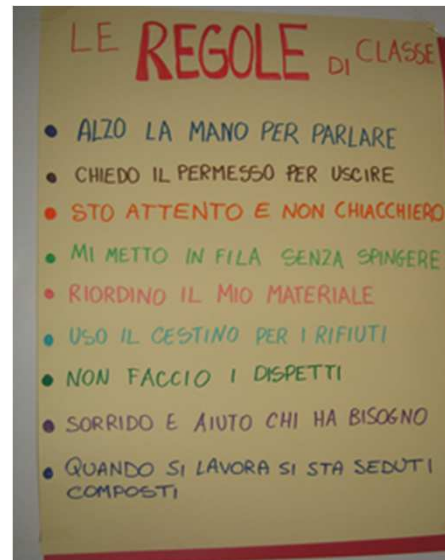 LE REGOLE DI CLASSE
• ALZO LA MANO PER PARLARE
• CHIEDO IL PERMESSO PER USCIRE
• STO ATTENTO E NON CHIACCHIERO
• MI METTO IN FILA SENZA SPINGERE
• RIORDINO IL MIO MATERIALE
• USO IL CESTINO PER I RIFIUTI
• NON FACCIO I DISPETTI
• SORRIDO E AIUTO CHI HA BISOGNO
• QUANDO SI LAVORA SI STA SEDUTI
COMPOSTI